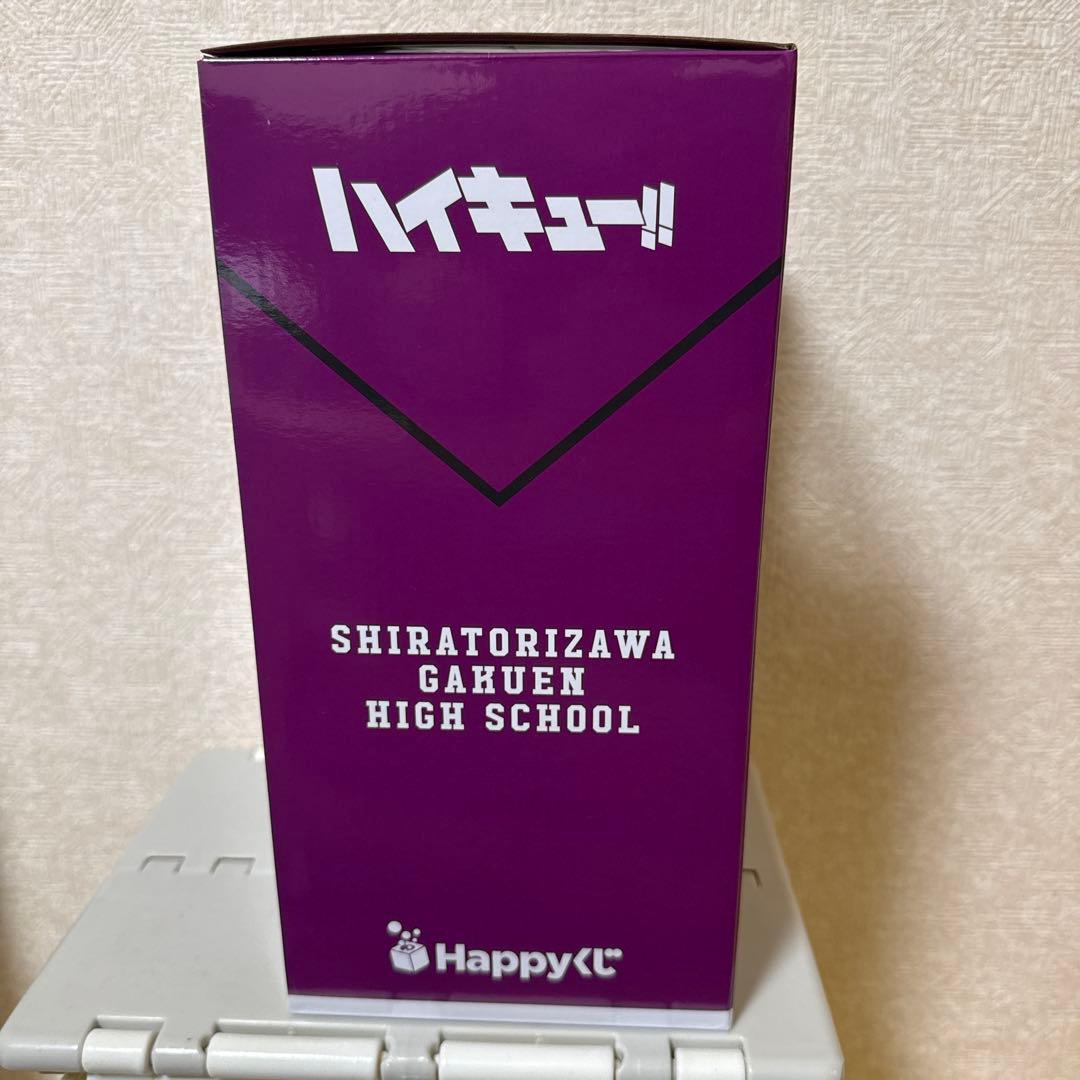 ハイキュー!!
SHIRATORIZAWA
GAKUEN
HIGH SCHOOL
Happyくじ